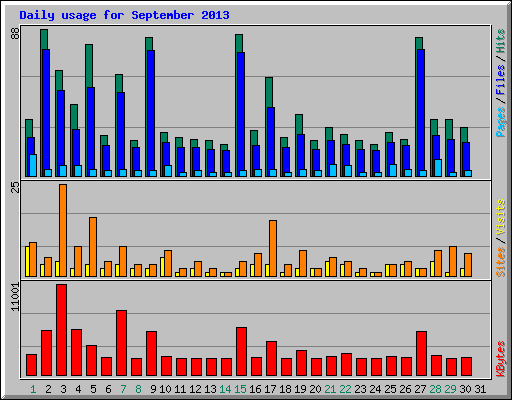 Daily usage for September 2013
88
Pages / Files / Hits
25
Sites / Visits
11001
KBytes
1 2 3 4 5 6 7 8 9 10 11 12 13 14 15 16 17 18 19 20 21 22 23 24 25 26 27 28 29 30 31